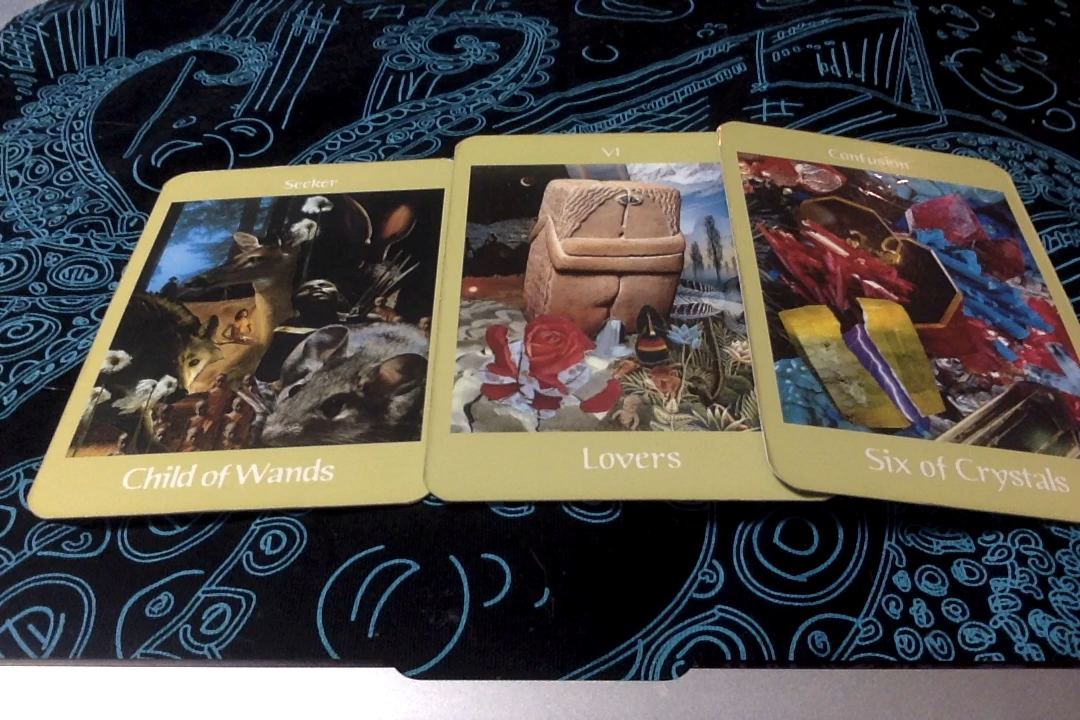 Seeker
Child of Wands
VI
Lovers
Confusion
Six of Crystals